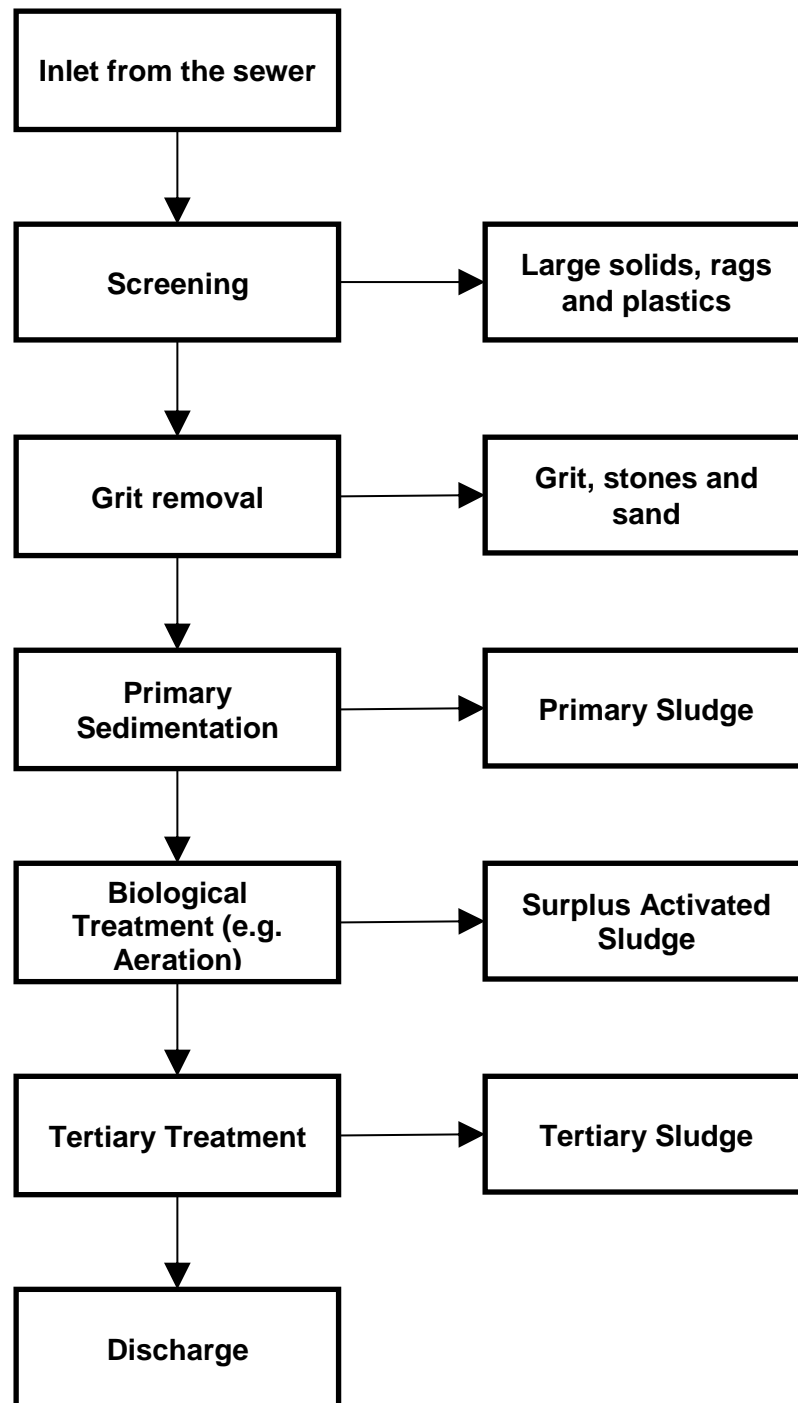 Inlet from the sewer
Screening
Large solids, rags
and plastics
Grit removal
Grit, stones and
sand
Primary
Sedimentation
Primary Sludge
Biological
Treatment (e.g.
Aeration)
Surplus Activated
Sludge
Tertiary Treatment
Tertiary Sludge
Discharge